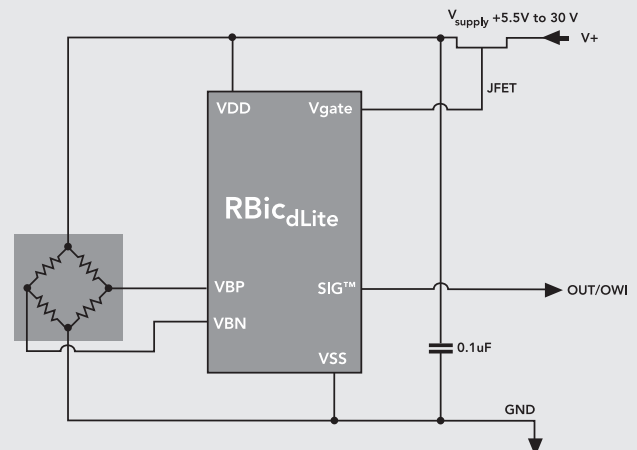 Vsupply +5.5V to 30 V
V+
JFET
VDD
Vgate
RBicdLite
VBP
SIG™
OUT/OWI
VBN
VSS
0.1uF
GND